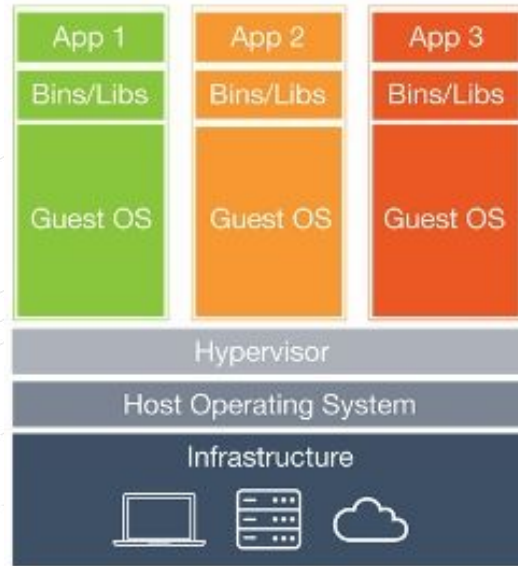 App 1
App 2
App 3
Bins/Libs
Bins/Libs
Bins/Libs
Guest OS
Guest OS
Guest OS
Hypervisor
Host Operating System
Infrastructure